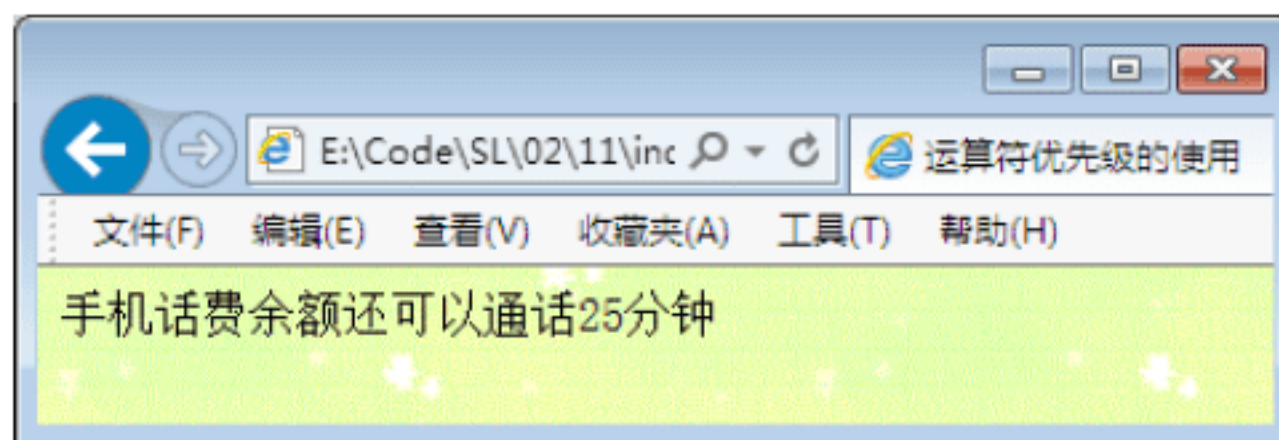 E:\Code\SL\02\11\inc
运算符优先级的使用
文件(F) 编辑(E) 查看(V) 收藏夹(A) 工具(T) 帮助(H)
手机话费余额还可以通话25分钟